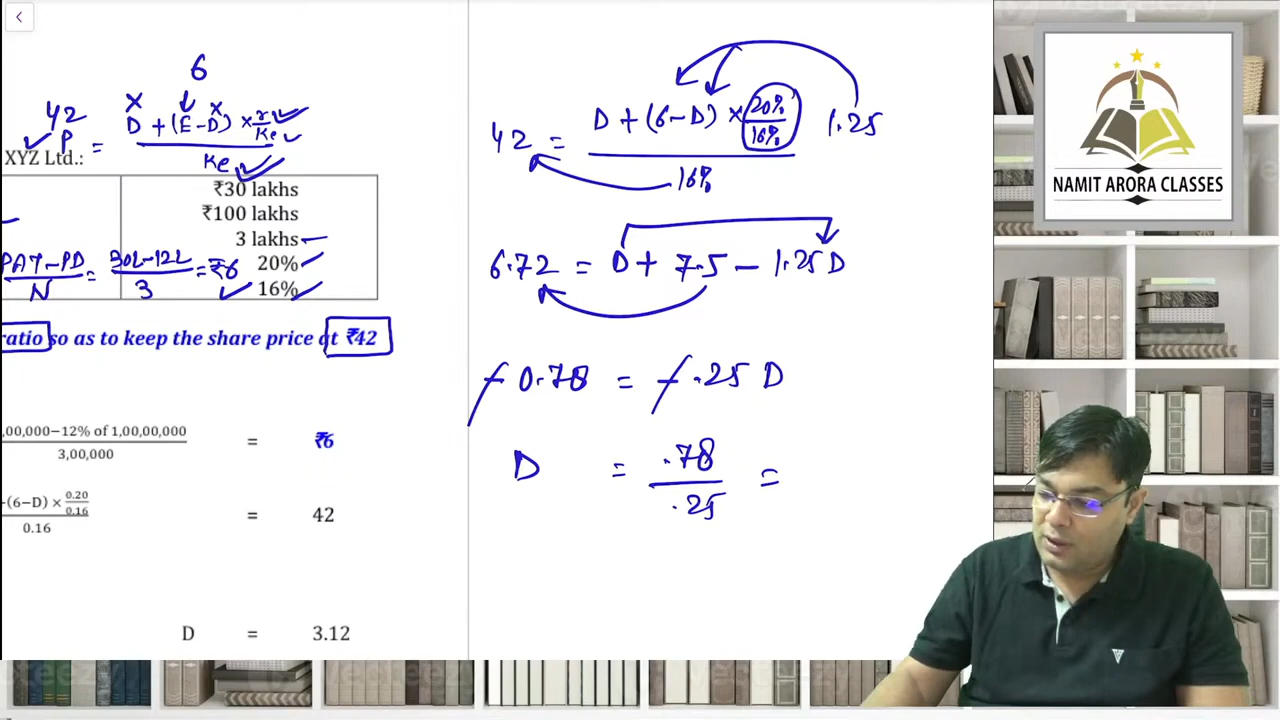 6
42
P = D + (E-D) × r/Ke
Ke
XYZ Ltd.:
₹30 lakhs
₹100 lakhs
3 lakhs
20%
16%
PAT-PD/N = 30L-12L/3 = ₹6
ratio so as to keep the share price at ₹42
,00,000−12% of 1,00,00,000
3,00,000
= ₹6
(6−D) × 0.20/0.16
0.16
= 42
D = 3.12
42 = D + (6-D) × 20%/16% 1.25
16%
6.72 = D + 7.5 - 1.25D
- 0.78 = - .25 D
D = .78/.25 =
NAMIT ARORA CLASSES